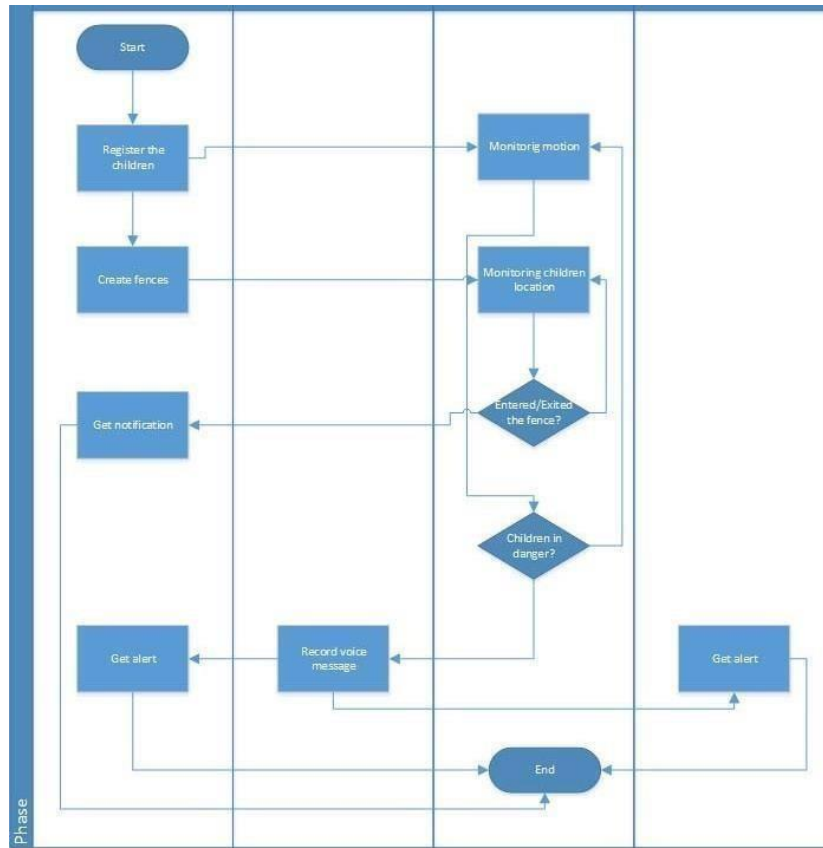 Start
Register the
children
Monitorig motion
Create fences
Monitoring children
location
Get notification
Entered/Exited
the fence?
Children in
danger?
Get alert
Record voice
message
Get alert
End
Phase